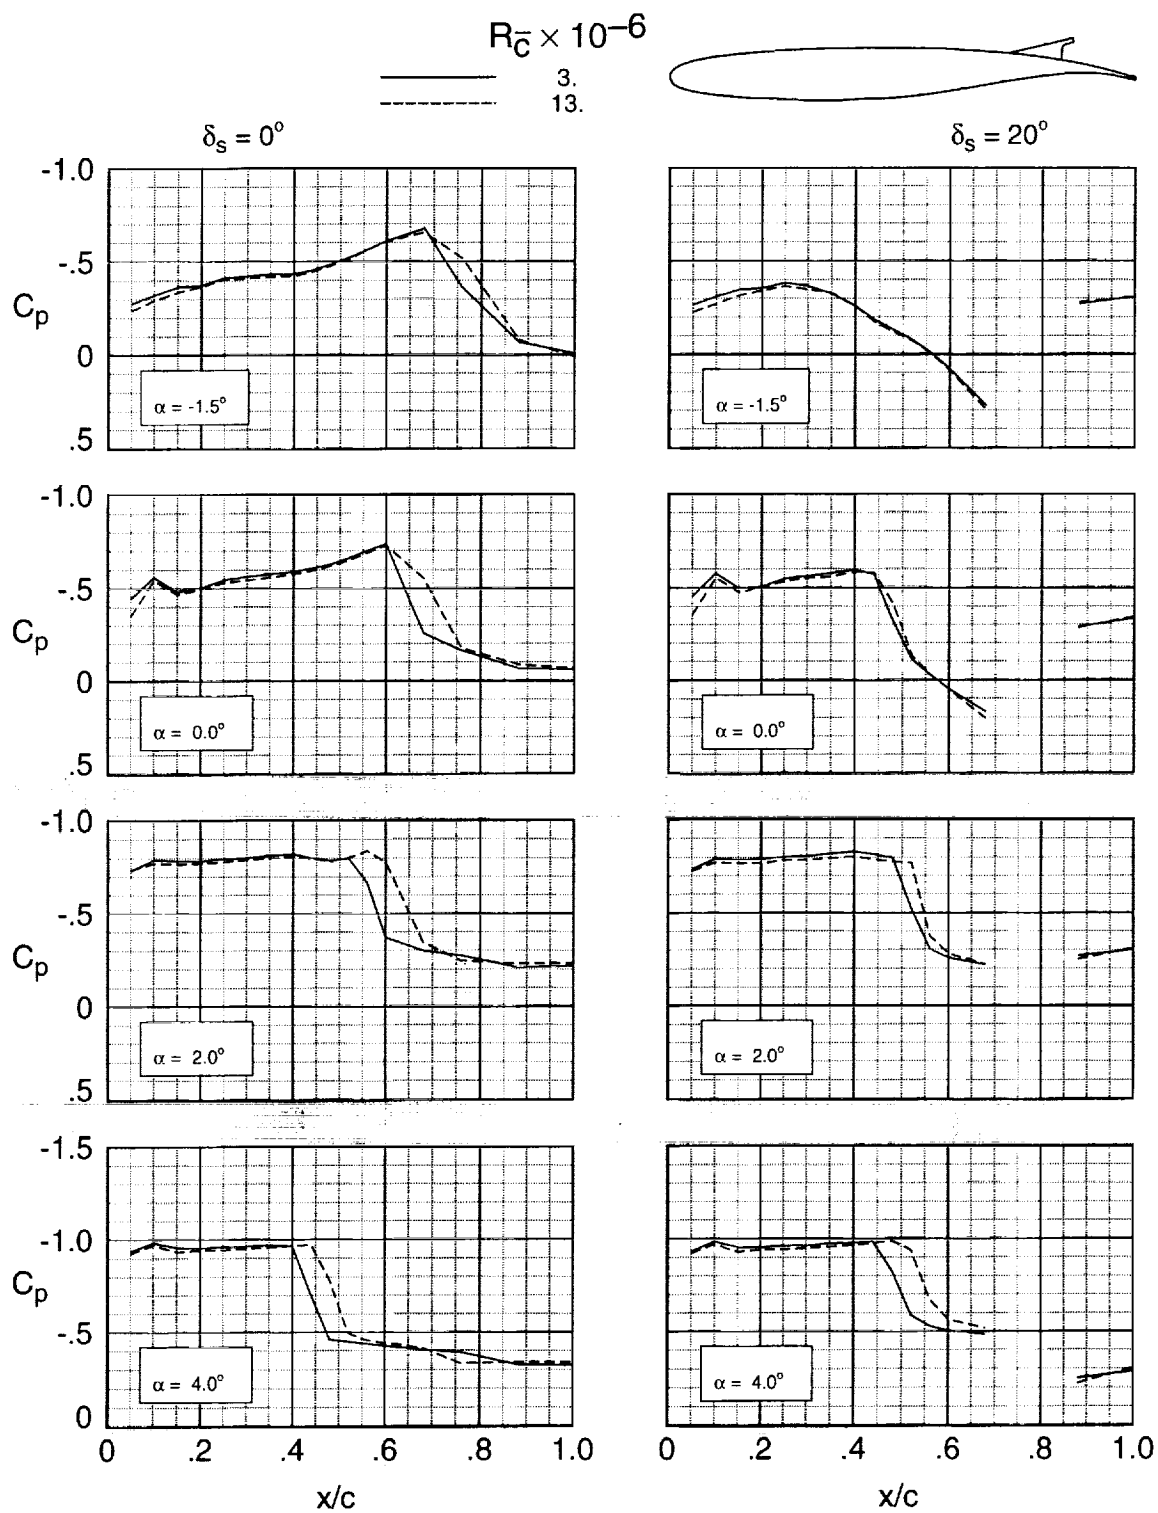 R_c̅ × 10⁻⁶
3.
13.
δₛ = 0°
δₛ = 20°
-1.0
-.5
Cₚ
0
α = -1.5°
α = -1.5°
.5
-1.0
-.5
Cₚ
0
α = 0.0°
α = 0.0°
.5
-1.0
-.5
Cₚ
0
α = 2.0°
α = 2.0°
.5
-1.5
-1.0
Cₚ
-.5
α = 4.0°
α = 4.0°
0
0 .2 .4 .6 .8 1.0
0 .2 .4 .6 .8 1.0
x/c
x/c